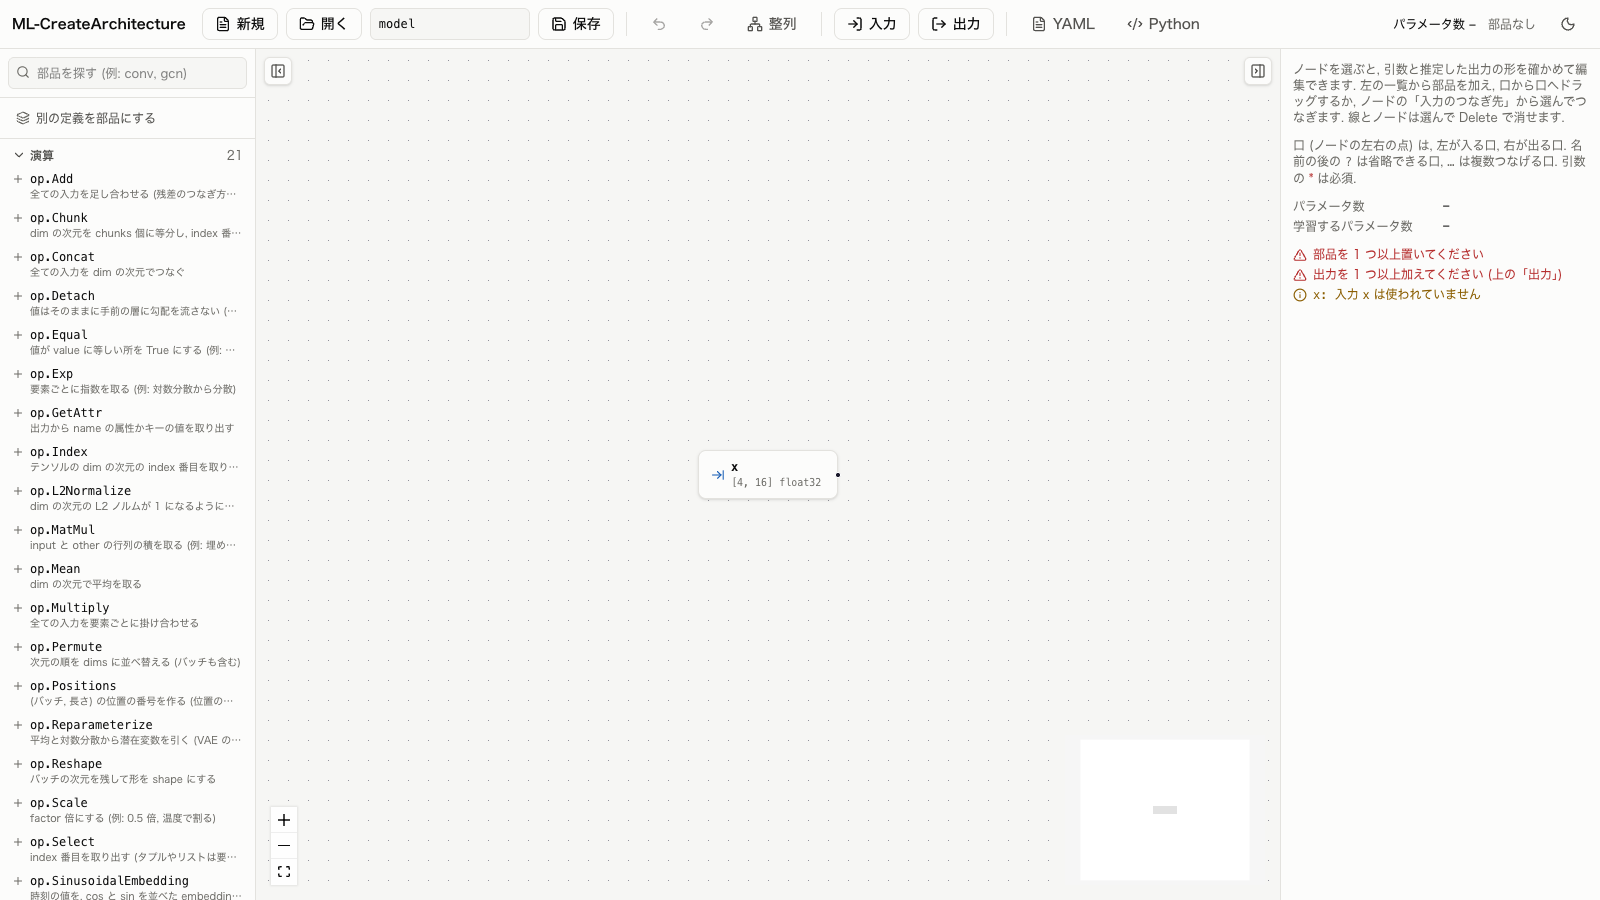 ML-CreateArchitecture
新規
開く
model
保存
整列
入力
出力
YAML
Python
パラメータ数 –
部品なし
部品を探す (例: conv, gcn)
別の定義を部品にする
演算 21
op.Add
全ての入力を足し合わせる (残差のつなぎ方…
op.Chunk
dim の次元を chunks 個に等分し, index 番…
op.Concat
全ての入力を dim の次元でつなぐ
op.Detach
値はそのままに手前の層に勾配を流さない (…
op.Equal
値が value に等しい所を True にする (例: …
op.Exp
要素ごとに指数を取る (例: 対数分散から分散)
op.GetAttr
出力から name の属性かキーの値を取り出す
op.Index
テンソルの dim の次元の index 番目を取り…
op.L2Normalize
dim の次元の L2 ノルムが 1 になるように…
op.MatMul
input と other の行列の積を取る (例: 埋め…
op.Mean
dim の次元で平均を取る
op.Multiply
全ての入力を要素ごとに掛け合わせる
op.Permute
次元の順を dims に並べ替える (バッチも含む)
op.Positions
(バッチ, 長さ) の位置の番号を作る (位置の…
op.Reparameterize
平均と対数分散から潜在変数を引く (VAE の…
op.Reshape
バッチの次元を残して形を shape にする
op.Scale
factor 倍にする (例: 0.5 倍, 温度で割る)
op.Select
index 番目を取り出す (タプルやリストは要…
op.SinusoidalEmbedding
時刻の値を, cos と sin を並べた embeddin…
x
[4, 16] float32
ノードを選ぶと, 引数と推定した出力の形を確かめて編
集できます. 左の一覧から部品を加え, 口から口へドラ
ッグするか, ノードの「入力のつなぎ先」から選んでつ
なぎます. 線とノードは選んで Delete で消せます.
口 (ノードの左右の点) は, 左が入る口, 右が出る口. 名
前の後の ? は省略できる口, … は複数つなげる口. 引数
の * は必須.
パラメータ数 –
学習するパラメータ数 –
部品を 1 つ以上置いてください
出力を 1 つ以上加えてください (上の「出力」)
x: 入力 x は使われていません